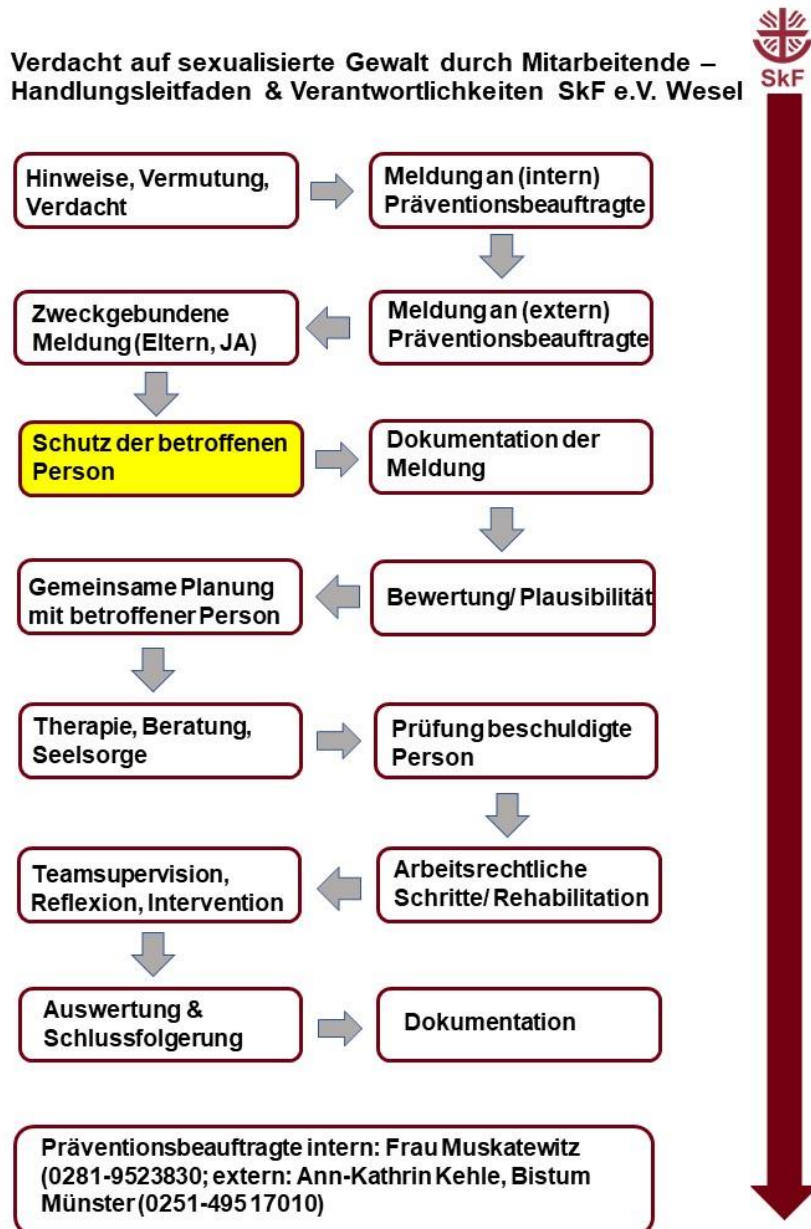 SkF
Verdacht auf sexualisierte Gewalt durch Mitarbeitende –
Handlungsleitfaden & Verantwortlichkeiten SkF e.V. Wesel
Hinweise, Vermutung,
Verdacht
Meldung an (intern)
Präventionsbeauftragte
Meldung an (extern)
Präventionsbeauftragte
Zweckgebundene
Meldung (Eltern, JA)
Schutz der betroffenen
Person
Dokumentation der
Meldung
Bewertung/ Plausibilität
Gemeinsame Planung
mit betroffener Person
Therapie, Beratung,
Seelsorge
Prüfung beschuldigte
Person
Arbeitsrechtliche
Schritte/ Rehabilitation
Teamsupervision,
Reflexion, Intervention
Auswertung &
Schlussfolgerung
Dokumentation
Präventionsbeauftragte intern: Frau Muskatewitz
(0281-9523830; extern: Ann-Kathrin Kehle, Bistum
Münster (0251-49517010)